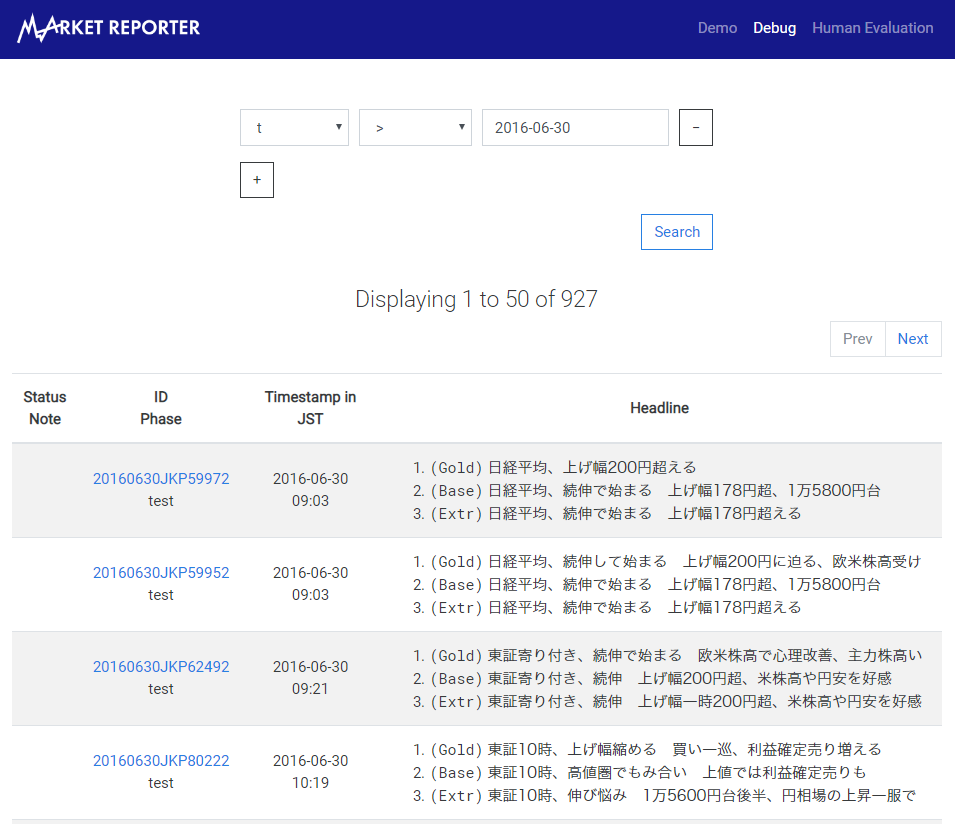 MARKET REPORTER Demo Debug Human Evaluation
t ▼ > ▼ 2016-06-30 −
+
Search
Displaying 1 to 50 of 927
Prev Next
Status Note ID Phase Timestamp in JST Headline
20160630JKP59972 test 2016-06-30 09:03
1. (Gold) 日経平均、上げ幅200円超える
2. (Base) 日経平均、続伸で始まる　上げ幅178円超、1万5800円台
3. (Extr) 日経平均、続伸で始まる　上げ幅178円超える
20160630JKP59952 test 2016-06-30 09:03
1. (Gold) 日経平均、続伸して始まる　上げ幅200円に迫る、欧米株高受け
2. (Base) 日経平均、続伸で始まる　上げ幅178円超、1万5800円台
3. (Extr) 日経平均、続伸で始まる　上げ幅178円超える
20160630JKP62492 test 2016-06-30 09:21
1. (Gold) 東証寄り付き、続伸で始まる　欧米株高で心理改善、主力株高い
2. (Base) 東証寄り付き、続伸　上げ幅200円超、米株高や円安を好感
3. (Extr) 東証寄り付き、続伸　上げ幅一時200円超、米株高や円安を好感
20160630JKP80222 test 2016-06-30 10:19
1. (Gold) 東証10時、上げ幅縮める　買い一巡、利益確定売り増える
2. (Base) 東証10時、高値圏でもみ合い　上値では利益確定売りも
3. (Extr) 東証10時、伸び悩み　1万5600円台後半、円相場の上昇一服で